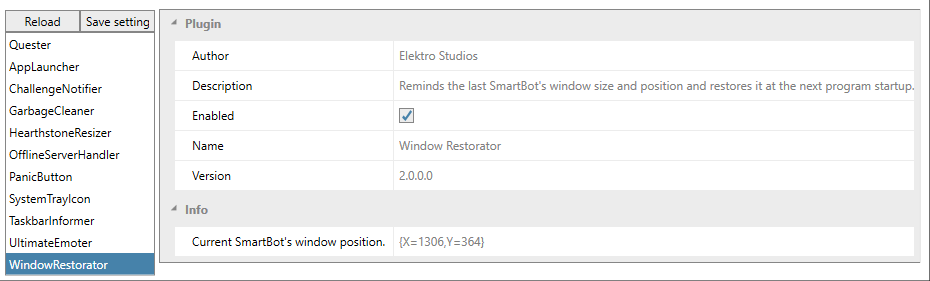 Reload Save setting
Quester
AppLauncher
ChallengeNotifier
GarbageCleaner
HearthstoneResizer
OfflineServerHandler
PanicButton
SystemTrayIcon
TaskbarInformer
UltimateEmoter
WindowRestorator
Plugin
Author Elektro Studios
Description Reminds the last SmartBot's window size and position and restores it at the next program startup.
Enabled
Name Window Restorator
Version 2.0.0.0
Info
Current SmartBot's window position. {X=1306,Y=364}